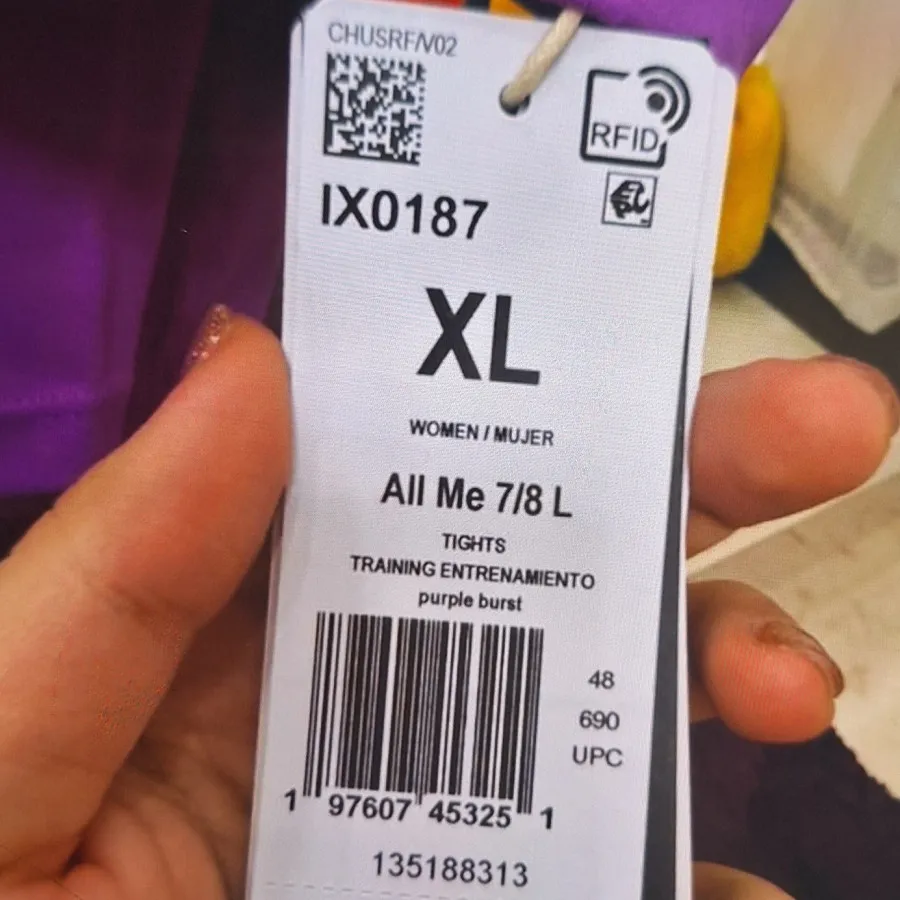 CHUSRF/V02
RFID
IX0187
XL
WOMEN / MUJER
All Me 7/8 L
TIGHTS
TRAINING ENTRENAMIENTO
purple burst
48
690
UPC
1 97607 45325 1
135188313